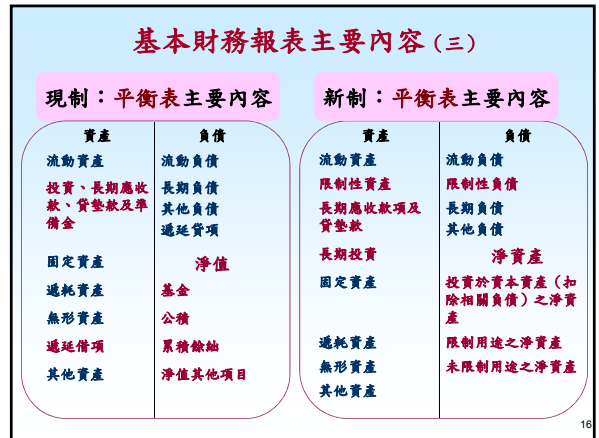 基本財務報表主要內容(三)
現制：平衡表主要內容
資產
流動資產
投資、長期應收
款、貸墊款及準
備金
固定資產
遞耗資產
無形資產
遞延借項
其他資產
負債
流動負債
長期負債
其他負債
遞延貸項
淨值
基金
公積
累積餘絀
淨值其他項目
新制：平衡表主要內容
資產
流動資產
限制性資產
長期應收款項及
貸墊款
長期投資
固定資產
遞耗資產
無形資產
其他資產
負債
流動負債
限制性負債
長期負債
其他負債
淨資產
投資於資本資產（扣
除相關負債）之淨資
產
限制用途之淨資產
未限制用途之淨資產
16